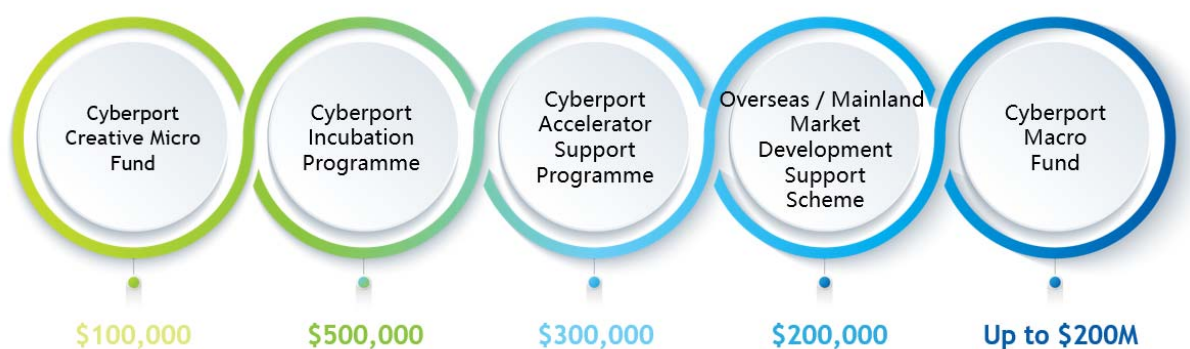 Cyberport
Creative Micro
Fund
Cyberport
Incubation
Programme
Cyberport
Accelerator
Support
Programme
Overseas / Mainland
Market
Development
Support
Scheme
Cyberport
Macro
Fund
$100,000
$500,000
$300,000
$200,000
Up to $200M